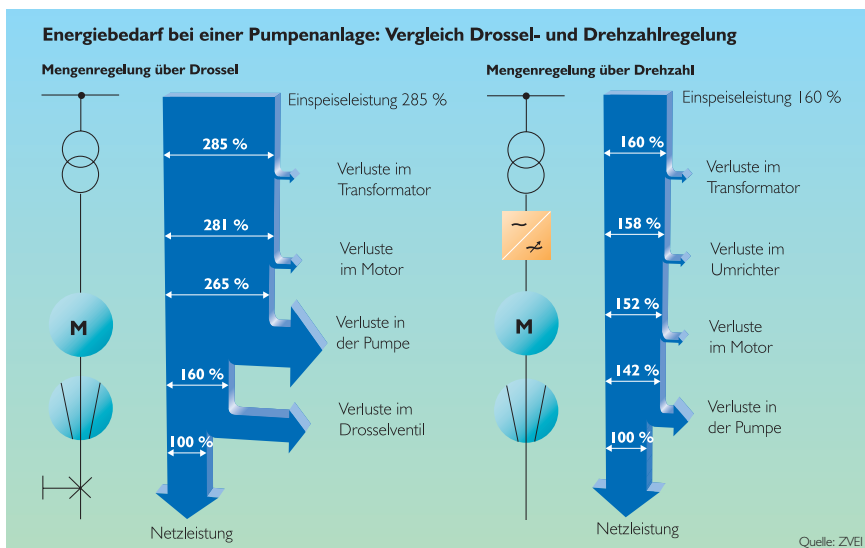 Energiebedarf bei einer Pumpenanlage: Vergleich Drossel- und Drehzahlregelung
Mengenregelung über Drossel
Einspeiseleistung 285 %
285 %
Verluste im
Transformator
281 %
Verluste
im Motor
265 %
M
Verluste in
der Pumpe
160 %
Verluste im
Drosselventil
100 %
Netzleistung
Mengenregelung über Drehzahl
Einspeiseleistung 160 %
160 %
Verluste im
Transformator
~
~
158 %
Verluste im
Umrichter
152 %
M
Verluste
im Motor
142 %
Verluste in
der Pumpe
100 %
Netzleistung
Quelle: ZVEI